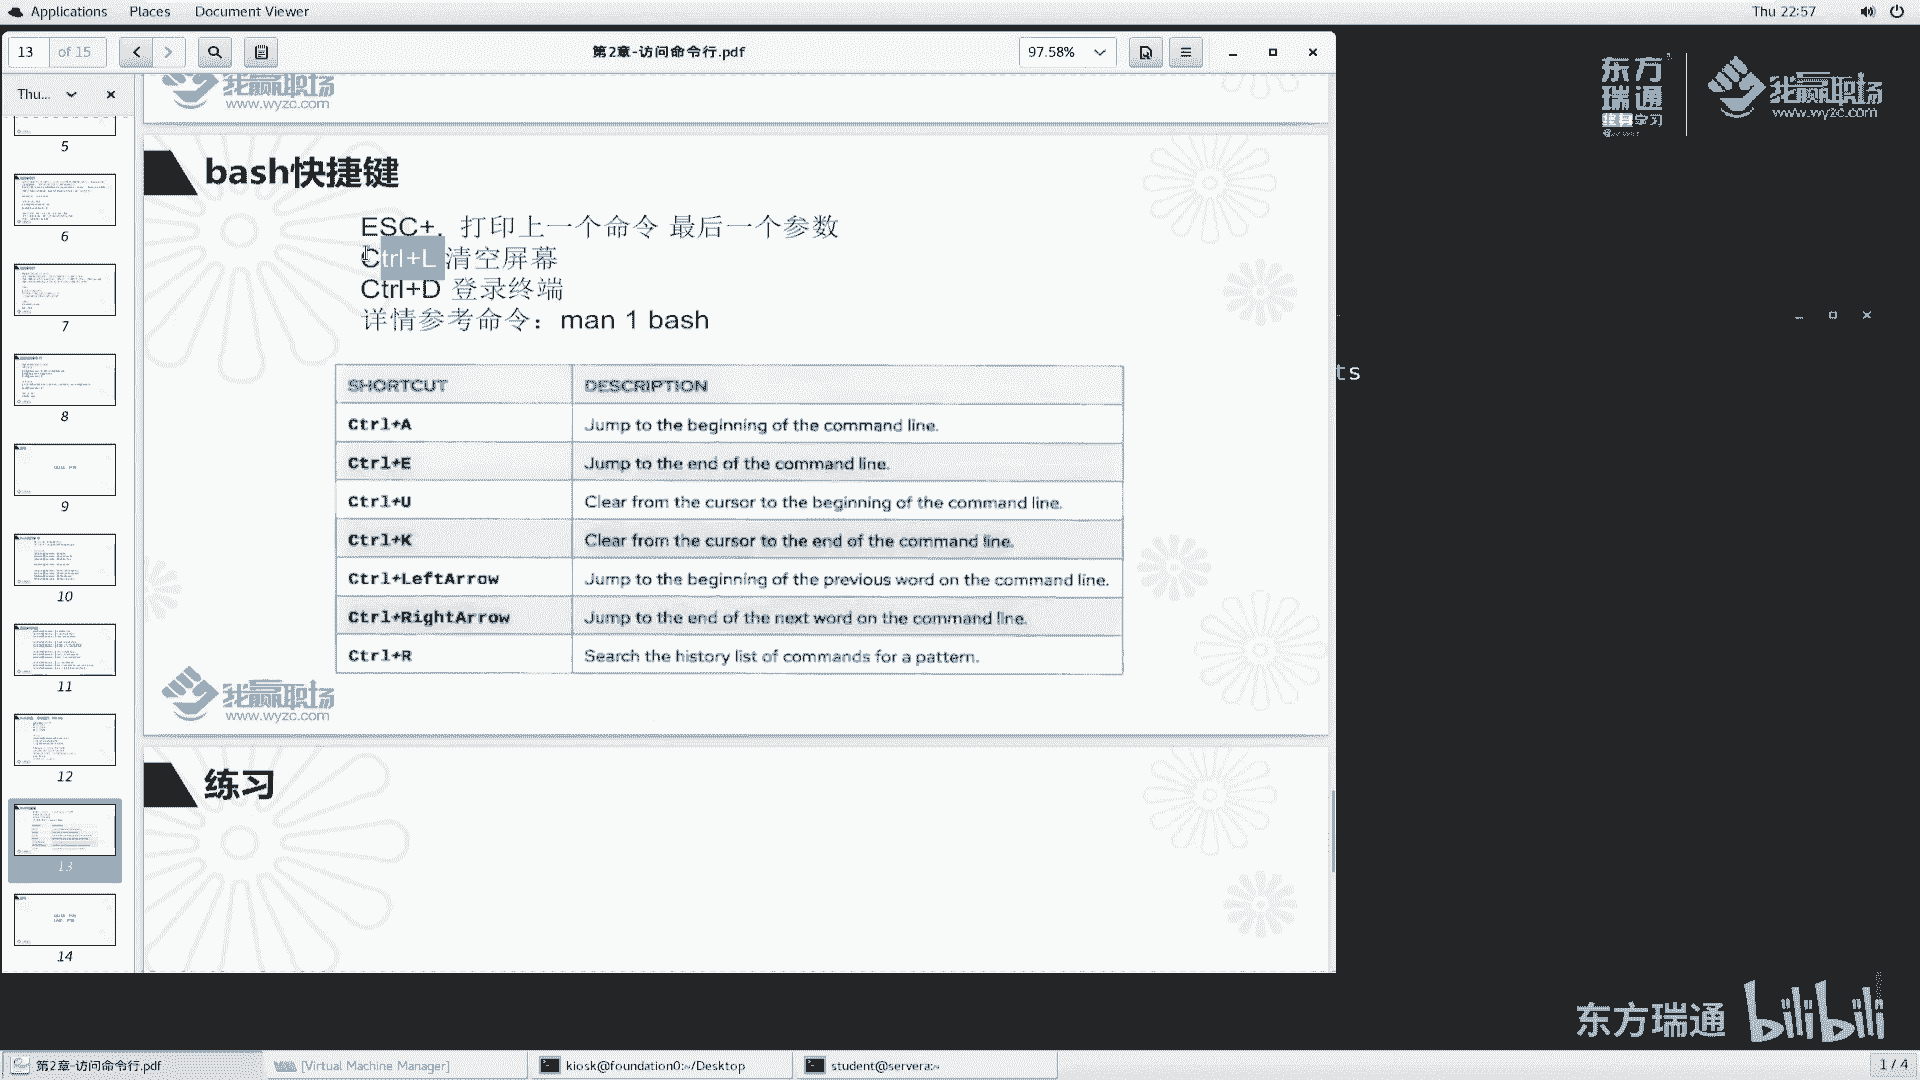 Applications Places Document Viewer
Thu 22:57
13 of 15
第2章-访问命令行.pdf
97.58%
Thu...
5
6
7
8
9
10
11
12
13
14
我赢职场
www.wyzc.com
bash快捷键
ESC+. 打印上一个命令 最后一个参数
Ctrl+L 清空屏幕
Ctrl+D 登录终端
详情参考命令：man 1 bash
SHORTCUT DESCRIPTION
Ctrl+A Jump to the beginning of the command line.
Ctrl+E Jump to the end of the command line.
Ctrl+U Clear from the cursor to the beginning of the command line.
Ctrl+K Clear from the cursor to the end of the command line.
Ctrl+LeftArrow Jump to the beginning of the previous word on the command line.
Ctrl+RightArrow Jump to the end of the next word on the command line.
Ctrl+R Search the history list of commands for a pattern.
我赢职场
www.wyzc.com
练习
东方
瑞通
终身学习
我赢职场
www.wyzc.com
ts
东方瑞通 bilibili
第2章-访问命令行.pdf
[Virtual Machine Manager]
kiosk@foundation0:~/Desktop
student@servera:~
1 / 4